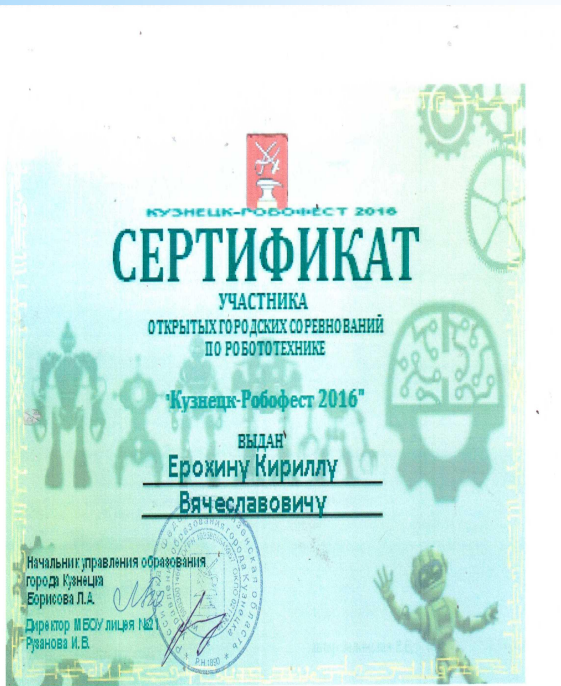 КУЗНЕЦК-РОБОФЕСТ 2016
СЕРТИФИКАТ
УЧАСТНИКА
ОТКРЫТЫХ ГОРОДСКИХ СОРЕВНОВАНИЙ
ПО РОБОТОТЕХНИКЕ
"Кузнецк-Робофест 2016"
ВЫДАН
Ерохину Кириллу
Вячеславовичу
Начальник управления образования
города Кузнецка
Борисова Л.А.
Директор МБОУ лицея №21
Рузанова И.В.